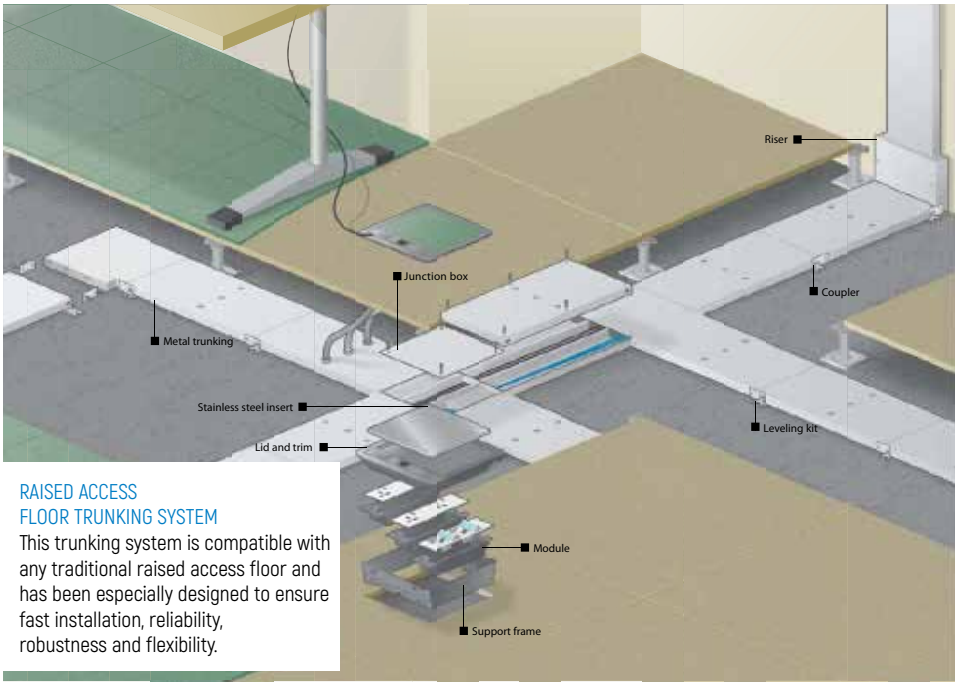 Riser
Junction box
Coupler
Metal trunking
Stainless steel insert
Leveling kit
Lid and trim
RAISED ACCESS
FLOOR TRUNKING SYSTEM
This trunking system is compatible with
any traditional raised access floor and
has been especially designed to ensure
fast installation, reliability,
robustness and flexibility.
Module
Support frame